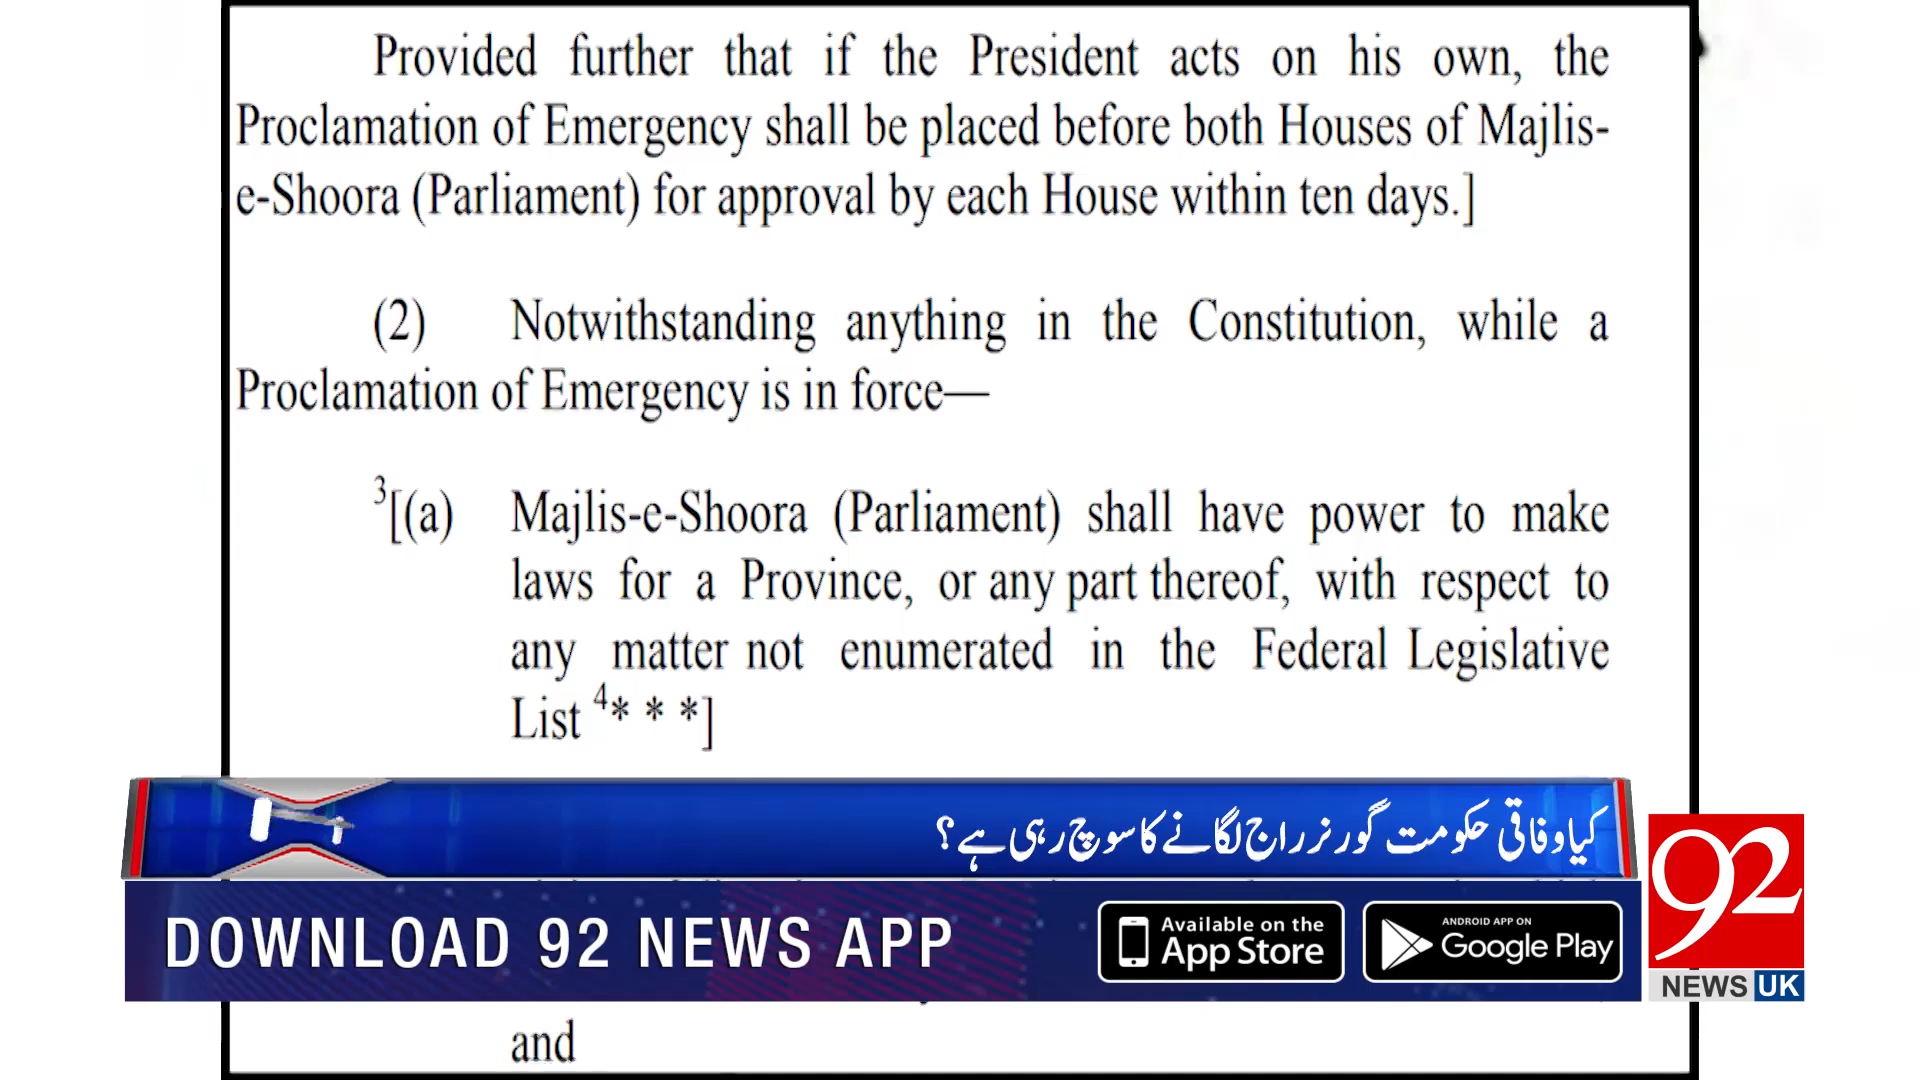 Provided further that if the President acts on his own, the
Proclamation of Emergency shall be placed before both Houses of Majlis-
e-Shoora (Parliament) for approval by each House within ten days.]
(2) Notwithstanding anything in the Constitution, while a
Proclamation of Emergency is in force—
3[(a) Majlis-e-Shoora (Parliament) shall have power to make
laws for a Province, or any part thereof, with respect to
any matter not enumerated in the Federal Legislative
List 4* * *]
کیا وفاقی حکومت گورنر راج لگانے کا سوچ رہی ہے؟
DOWNLOAD 92 NEWS APP
Available on the
App Store
ANDROID APP ON
Google Play
92
NEWS UK
and